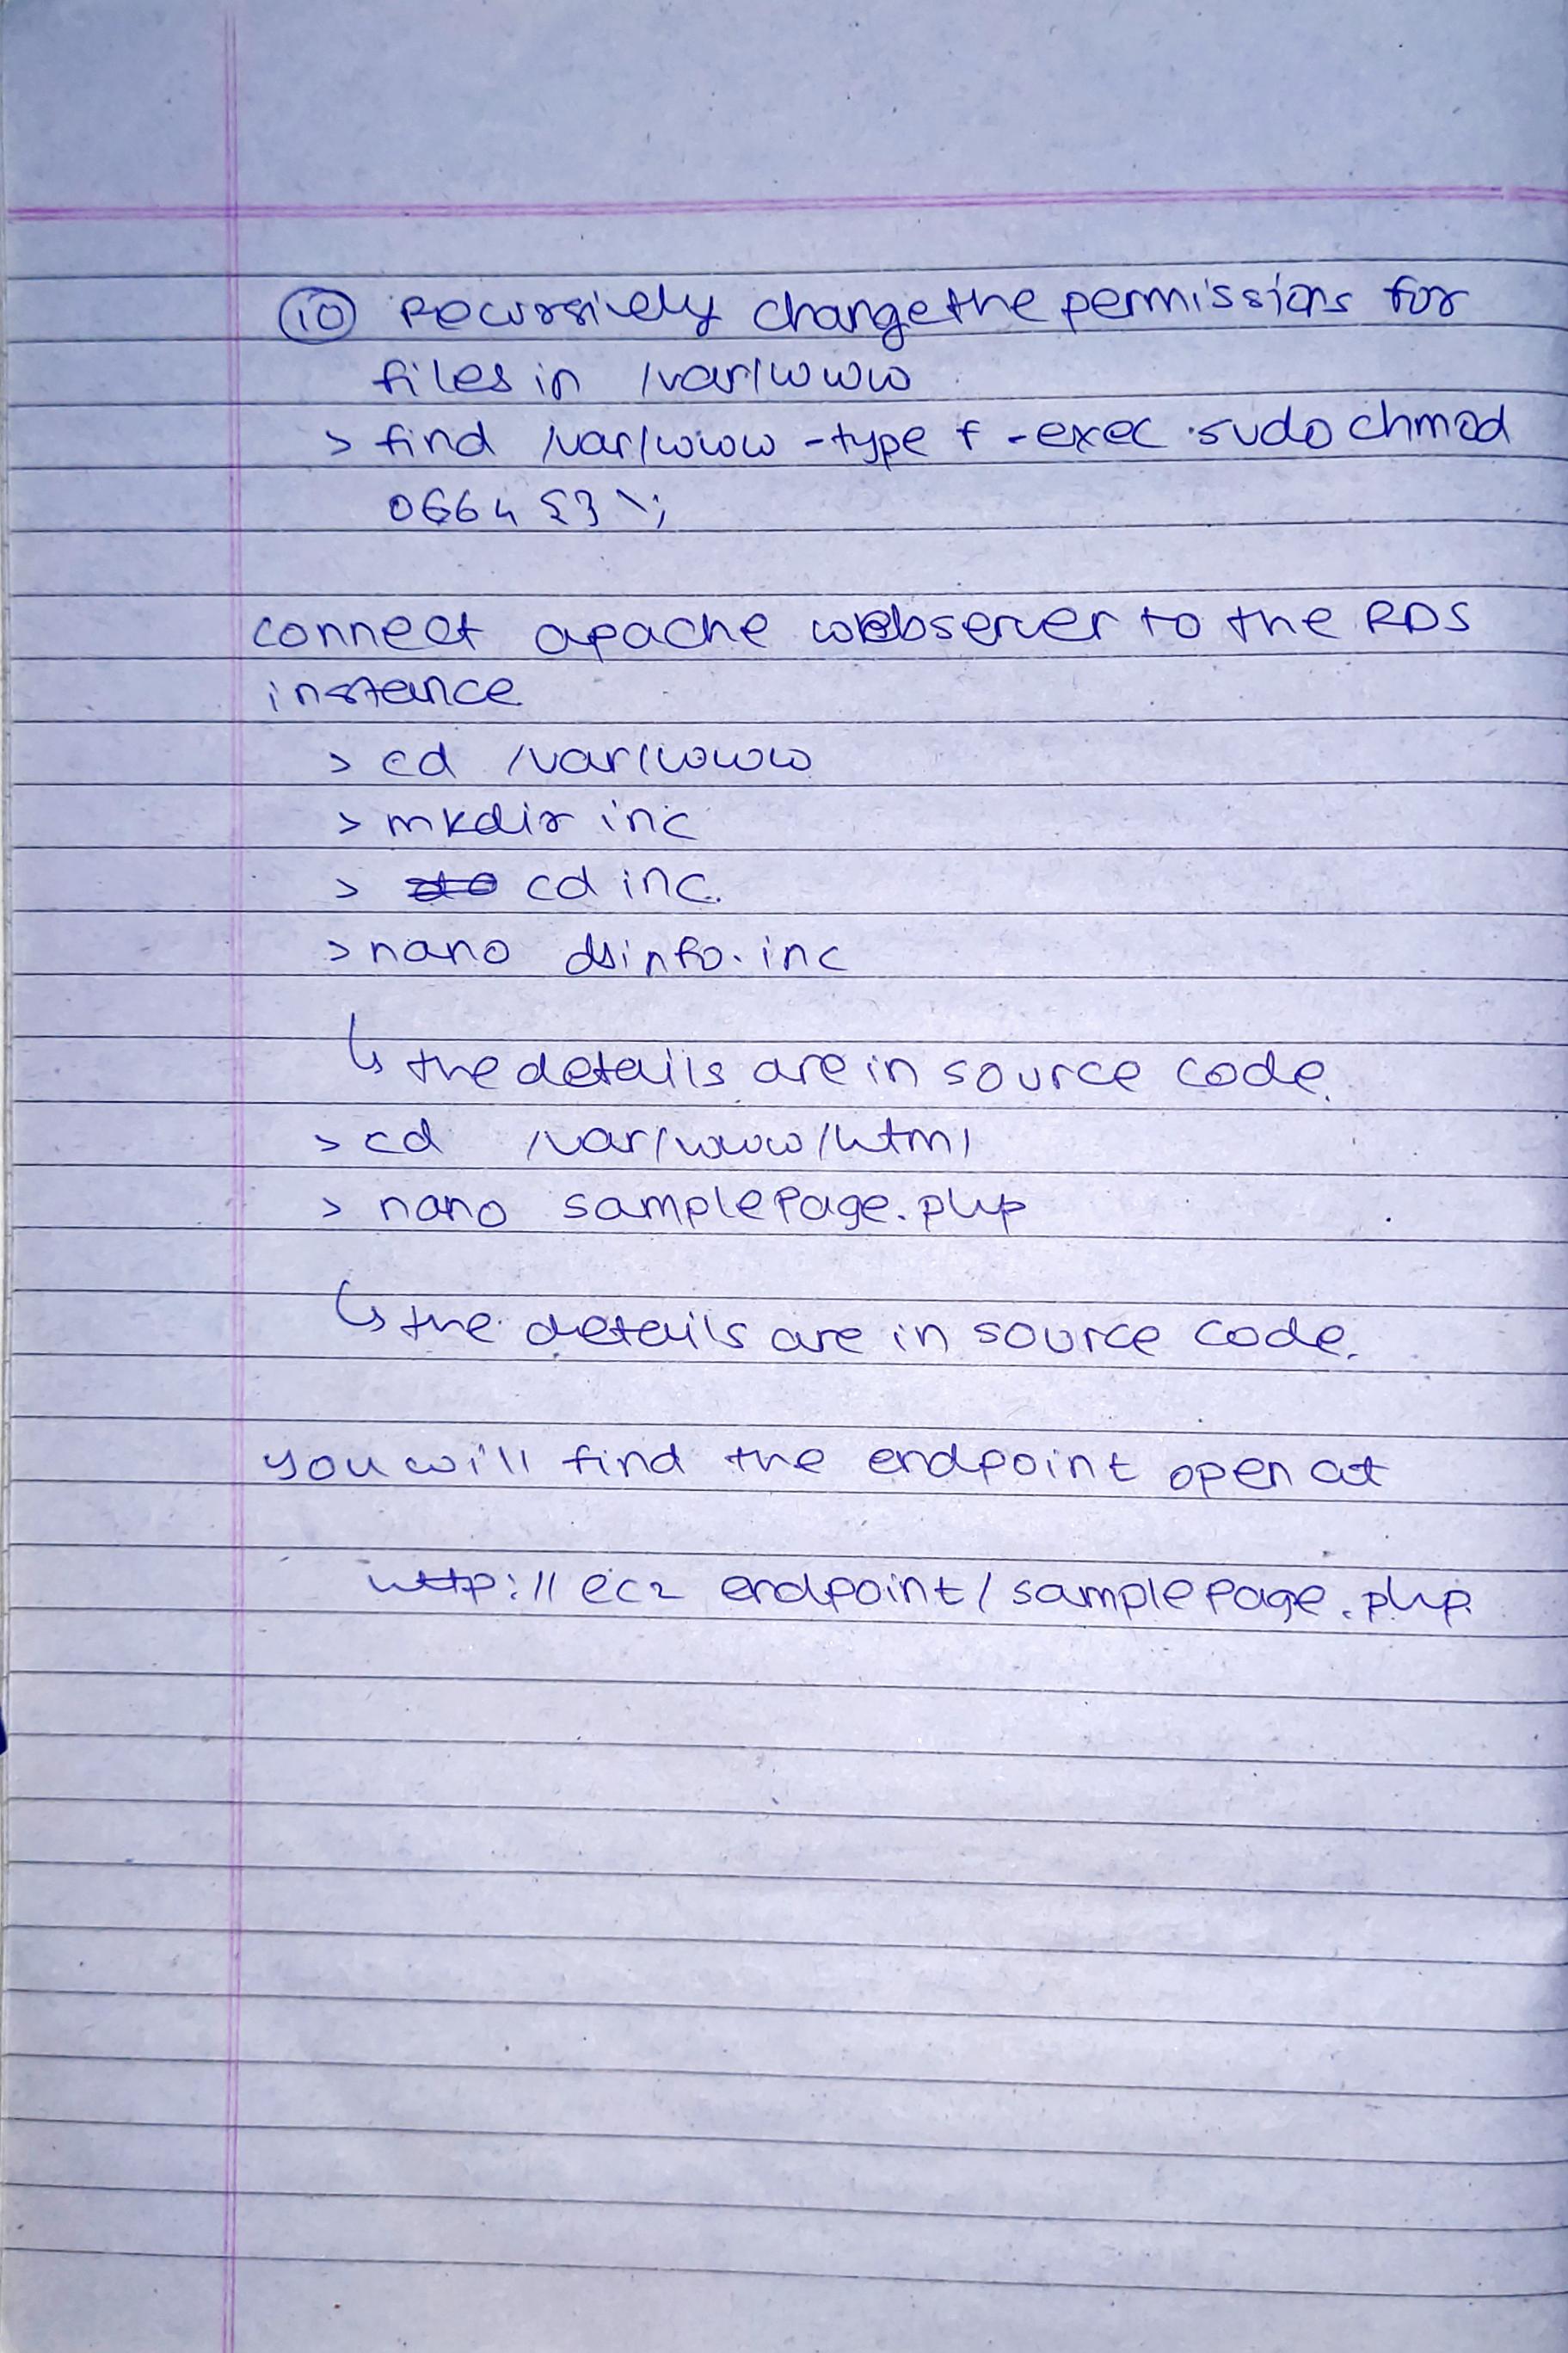 ⑩ Recursively change the permissions for
files in /var/www
> find /var/www -type f -exec sudo chmod
0664 {} \;
connect apache webserver to the RDS
instance
> cd /var/www
> mkdir inc
> cd inc.
> nano dbinfo.inc
↳ the details are in source code.
> cd /var/www/html
> nano samplePage.php
↳ the details are in source code.
you will find the endpoint open at
http://ec2 endpoint/samplePage.php